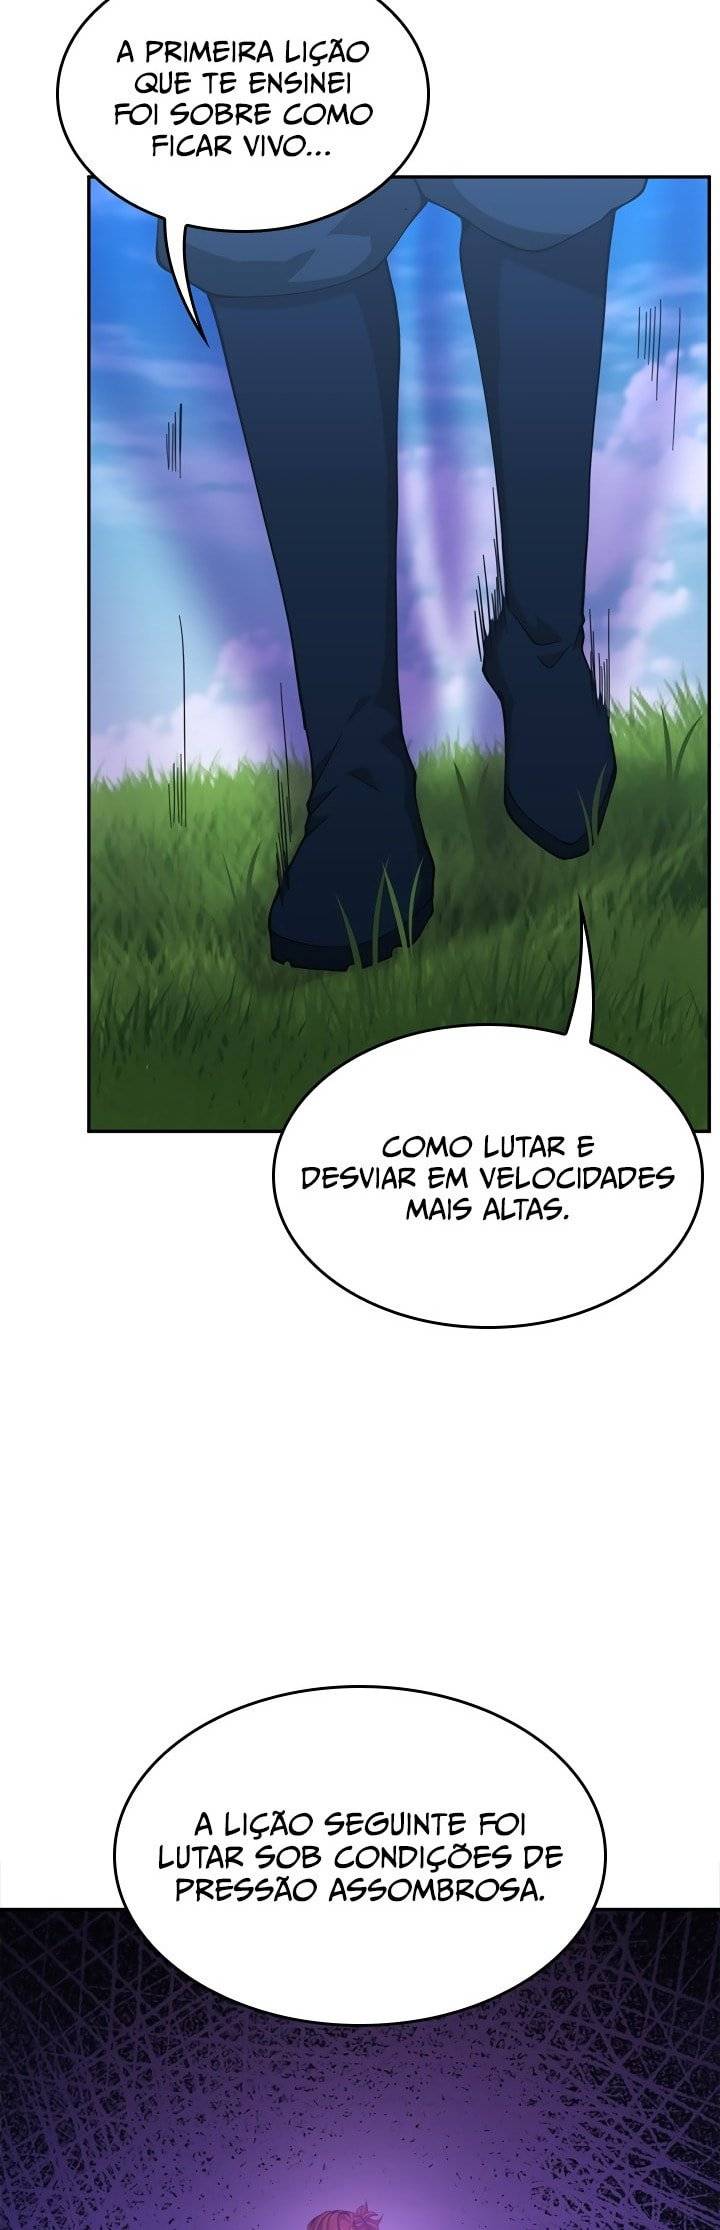 A PRIMEIRA LIÇÃO
QUE TE ENSINEI
FOI SOBRE COMO
FICAR VIVO...
COMO LUTAR E
DESVIAR EM VELOCIDADES
MAIS ALTAS.
A LIÇÃO SEGUINTE FOI
LUTAR SOB CONDIÇÕES DE
PRESSÃO ASSOMBROSA.